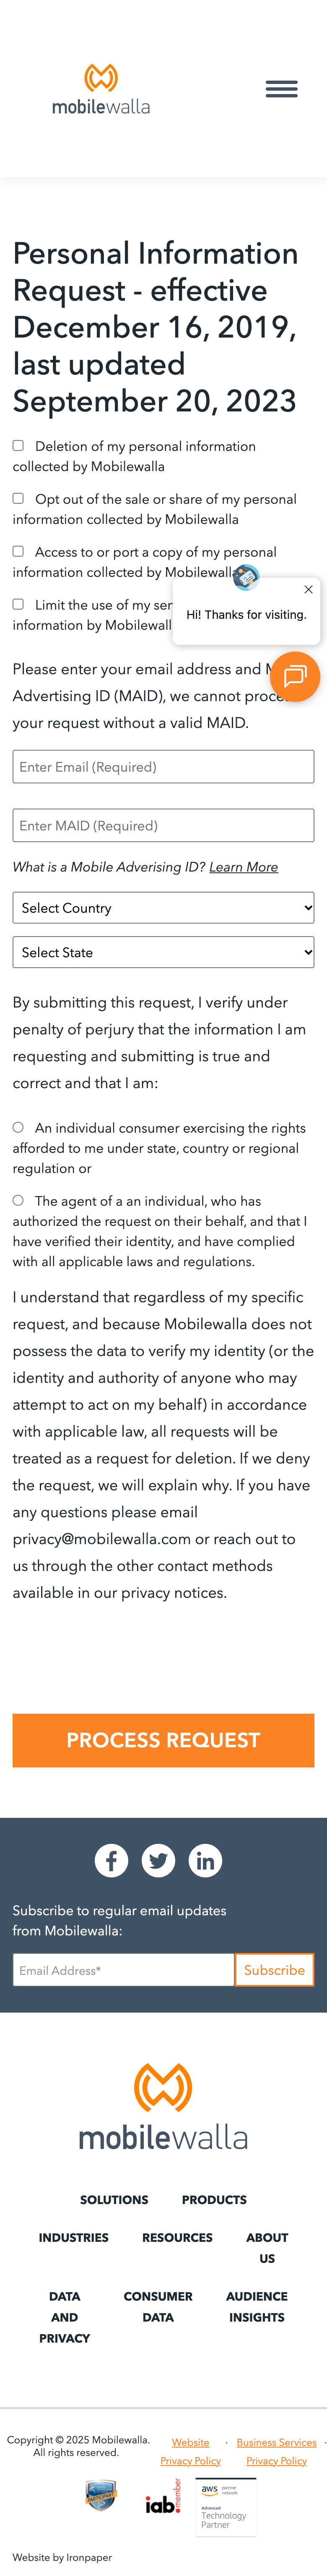 mobilewalla
Personal Information
Request - effective
December 16, 2019,
last updated
September 20, 2023
Deletion of my personal information
collected by Mobilewalla
Opt out of the sale or share of my personal
information collected by Mobilewalla
Access to or port a copy of my personal
information collected by Mobilewalla
Limit the use of my
information by
Hi! Thanks for visiting.
Please enter your email address and
Advertising ID (MAID), we cannot
your request without a valid MAID.
Enter Email (Required)
Enter MAID (Required)
What is a Mobile Adverising ID? Learn More
Select Country
Select State
By submitting this request, I verify under
penalty of perjury that the information I am
requesting and submitting is true and
correct and that I am:
An individual consumer exercising the rights
afforded to me under state, country or regional
regulation or
The agent of a an individual, who has
authorized the request on their behalf, and that I
have verified their identity, and have complied
with all applicable laws and regulations.
I understand that regardless of my specific
request, and because Mobilewalla does not
possess the data to verify my identity (or the
identity and authority of anyone who may
attempt to act on my behalf) in accordance
with applicable law, all requests will be
treated as a request for deletion. If we deny
the request, we will explain why. If you have
any questions please email
privacy@mobilewalla.com or reach out to
us through the other contact methods
available in our privacy notices.
PROCESS REQUEST
Subscribe to regular email updates
from Mobilewalla:
Email Address*
Subscribe
mobilewalla
SOLUTIONS PRODUCTS
INDUSTRIES RESOURCES ABOUT
US
DATA CONSUMER AUDIENCE
AND DATA INSIGHTS
PRIVACY
Copyright © 2025 Mobilewalla.
All rights reserved.
Website · Business Services ·
Privacy Policy Privacy Policy
PARTICIPANT
iab.member
aws partner
network
Advanced
Technology
Partner
Website by Ironpaper